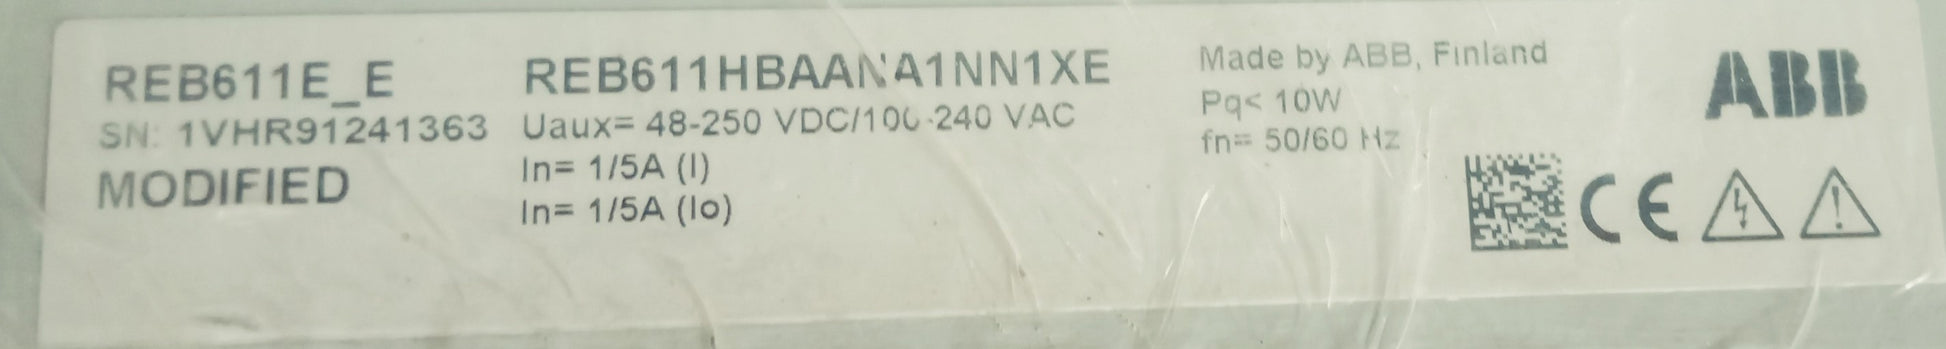 REB611E_E
SN: 1VHR91241363
MODIFIED
REB611HBAANA1NN1XE
Uaux= 48-250 VDC/100-240 VAC
In= 1/5A (I)
In= 1/5A (Io)
Made by ABB, Finland
Pq< 10W
fn= 50/60 Hz
ABB
CE